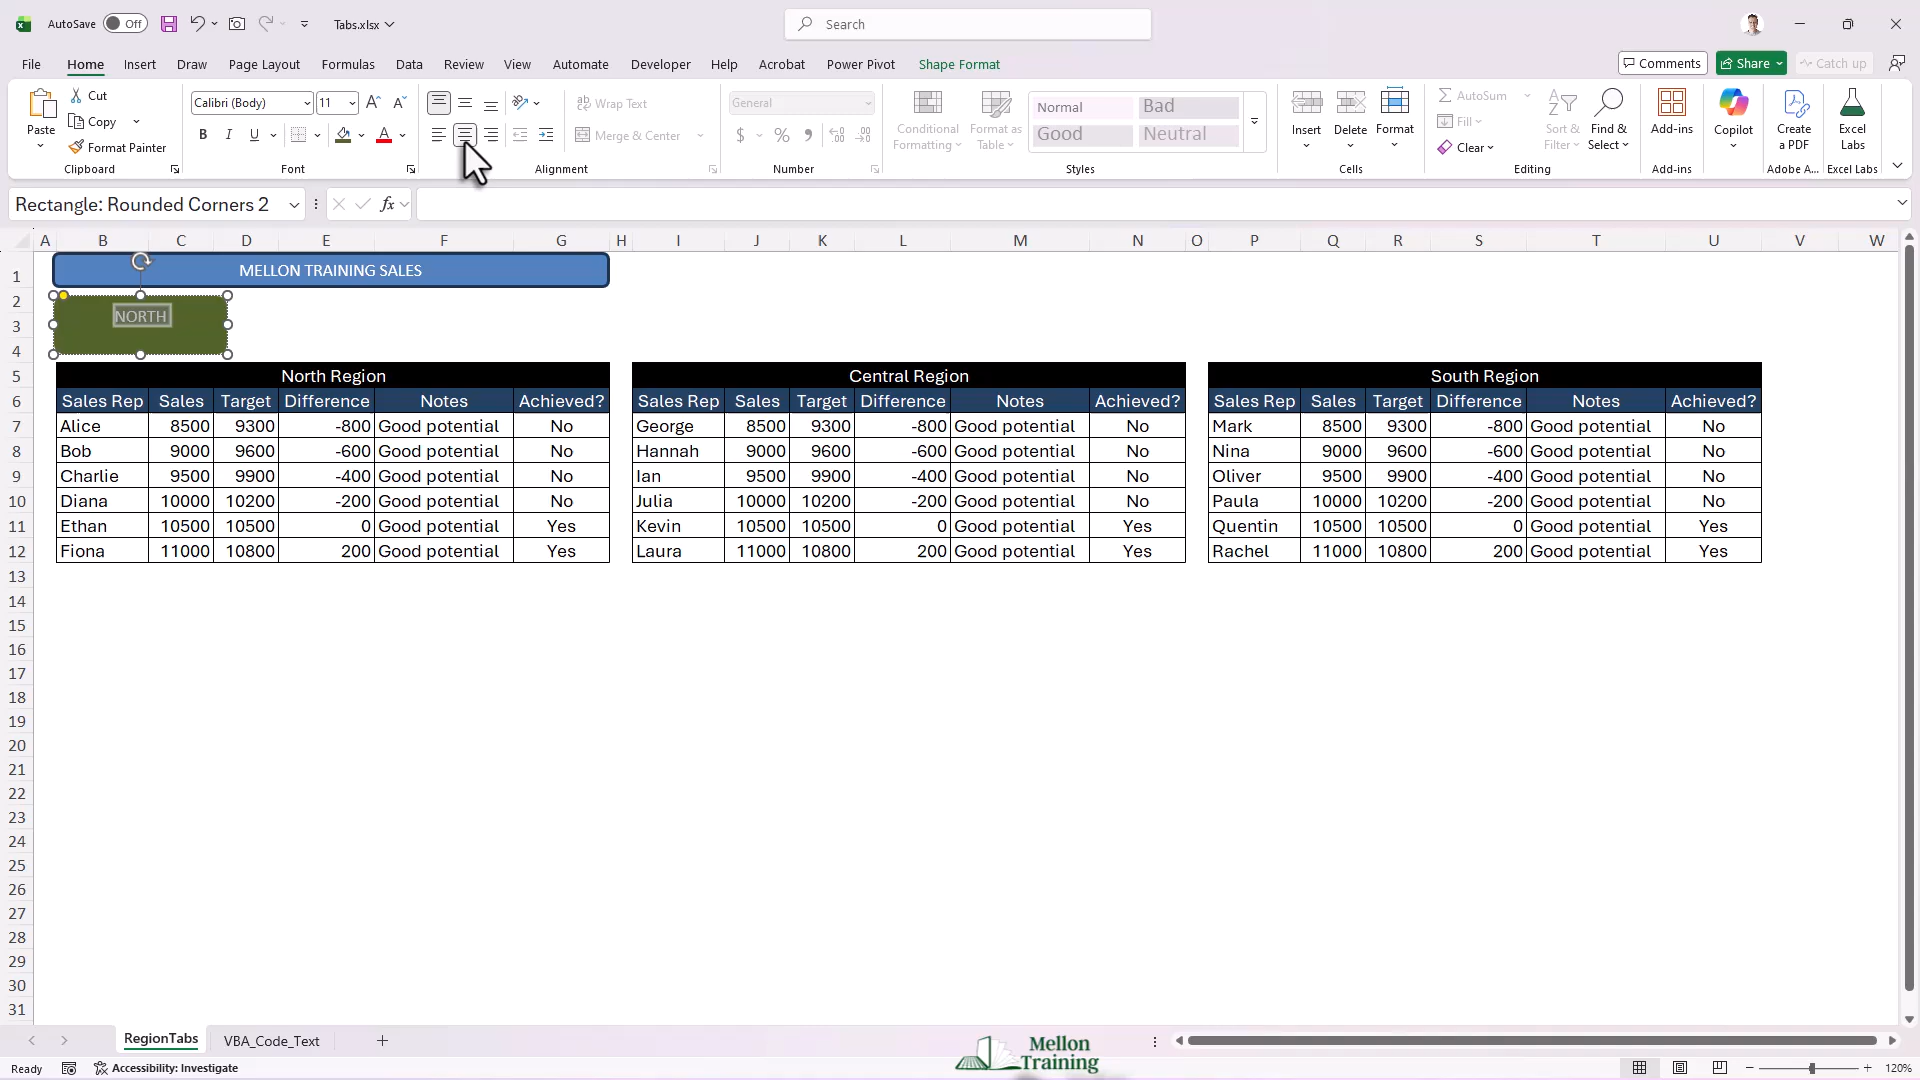 AutoSave Off Tabs.xlsx Search
File Home Insert Draw Page Layout Formulas Data Review View Automate Developer Help Acrobat Power Pivot Shape Format Comments Share Catch up
Paste Cut Copy Format Painter Clipboard
Calibri (Body) 11 B I U Font
Wrap Text Merge & Center Alignment
General $ % Number
Conditional Formatting Format as Table Normal Bad Good Neutral Styles
Insert Delete Format Cells
AutoSum Fill Clear Sort & Filter Find & Select Editing
Add-ins Add-ins
Copilot
Create a PDF Adobe A...
Excel Labs Excel Labs
Rectangle: Rounded Corners 2 fx
A B C D E F G H I J K L M N O P Q R S T U V W
1 MELLON TRAINING SALES
2
3 NORTH
4
5 North Region Central Region South Region
6 Sales Rep Sales Target Difference Notes Achieved? Sales Rep Sales Target Difference Notes Achieved? Sales Rep Sales Target Difference Notes Achieved?
7 Alice 8500 9300 -800 Good potential No George 8500 9300 -800 Good potential No Mark 8500 9300 -800 Good potential No
8 Bob 9000 9600 -600 Good potential No Hannah 9000 9600 -600 Good potential No Nina 9000 9600 -600 Good potential No
9 Charlie 9500 9900 -400 Good potential No Ian 9500 9900 -400 Good potential No Oliver 9500 9900 -400 Good potential No
10 Diana 10000 10200 -200 Good potential No Julia 10000 10200 -200 Good potential No Paula 10000 10200 -200 Good potential No
11 Ethan 10500 10500 0 Good potential Yes Kevin 10500 10500 0 Good potential Yes Quentin 10500 10500 0 Good potential Yes
12 Fiona 11000 10800 200 Good potential Yes Laura 11000 10800 200 Good potential Yes Rachel 11000 10800 200 Good potential Yes
13
14
15
16
17
18
19
20
21
22
23
24
25
26
27
28
29
30
31
RegionTabs VBA_Code_Text
Mellon Training
Ready Accessibility: Investigate 120%